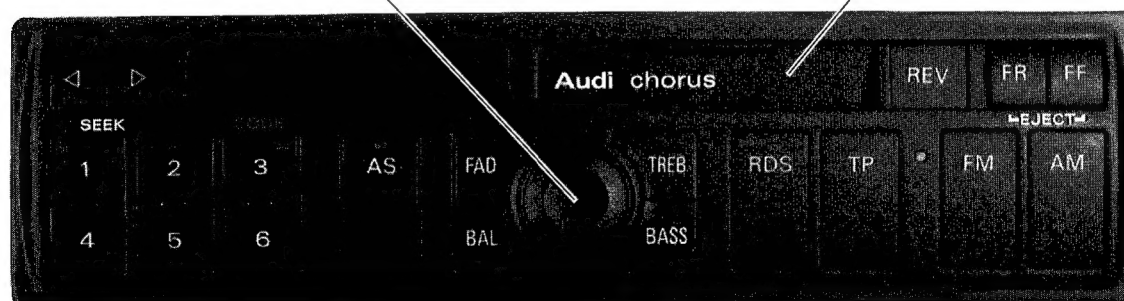 Audi chorus REV FR FF
SEEK CODE EJECT
1 2 3 AS FAD TREB RDS TP FM AM
4 5 6 BAL BASS